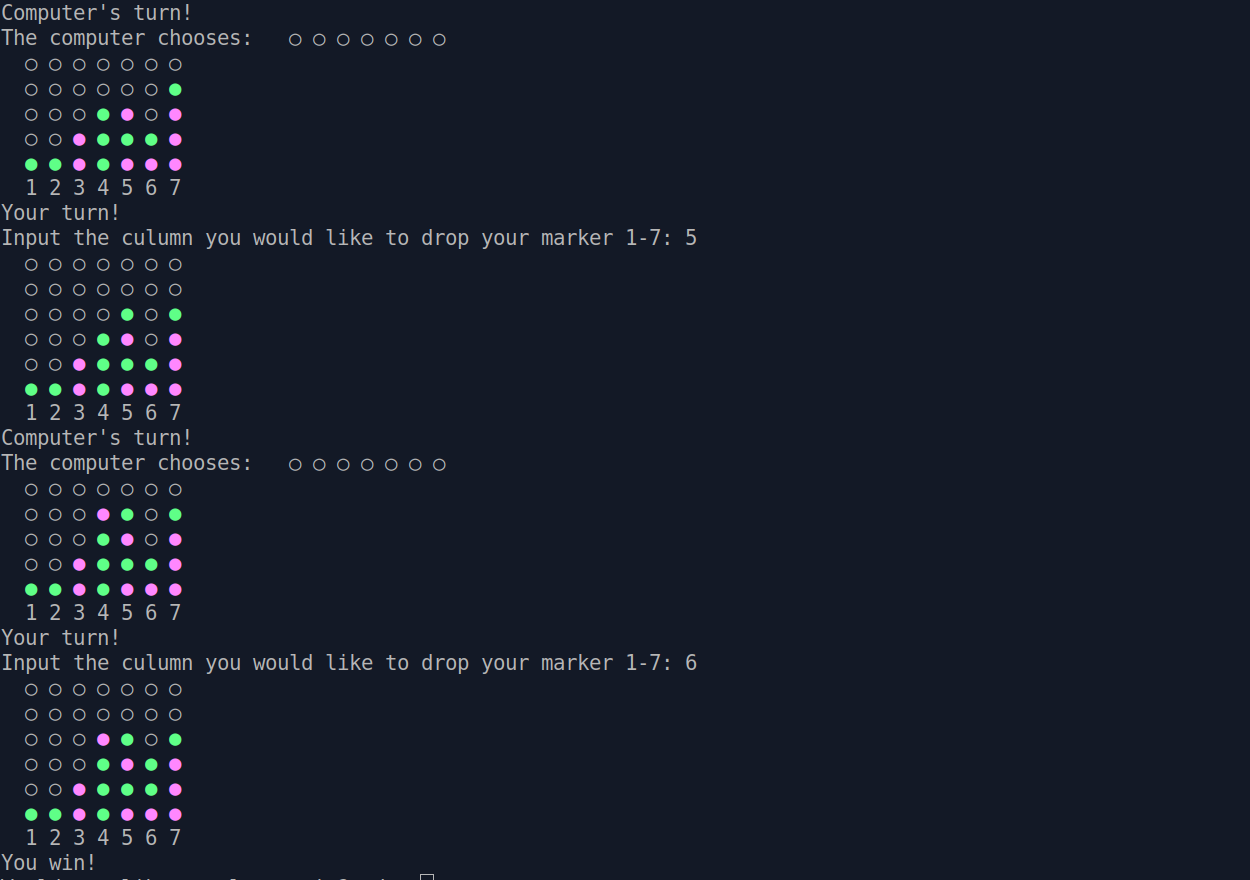 Computer's turn!
The computer chooses:   ○ ○ ○ ○ ○ ○ ○
○ ○ ○ ○ ○ ○ ○
○ ○ ○ ○ ○ ○ ●
○ ○ ○ ● ● ○ ●
○ ○ ● ● ● ● ●
● ● ● ● ● ● ●
1 2 3 4 5 6 7
Your turn!
Input the culumn you would like to drop your marker 1-7: 5
○ ○ ○ ○ ○ ○ ○
○ ○ ○ ○ ○ ○ ○
○ ○ ○ ○ ● ○ ●
○ ○ ○ ● ● ○ ●
○ ○ ● ● ● ● ●
● ● ● ● ● ● ●
1 2 3 4 5 6 7
Computer's turn!
The computer chooses:   ○ ○ ○ ○ ○ ○ ○
○ ○ ○ ○ ○ ○ ○
○ ○ ○ ● ● ○ ●
○ ○ ○ ● ● ○ ●
○ ○ ● ● ● ● ●
● ● ● ● ● ● ●
1 2 3 4 5 6 7
Your turn!
Input the culumn you would like to drop your marker 1-7: 6
○ ○ ○ ○ ○ ○ ○
○ ○ ○ ○ ○ ○ ○
○ ○ ○ ● ● ○ ●
○ ○ ○ ● ● ● ●
○ ○ ● ● ● ● ●
● ● ● ● ● ● ●
1 2 3 4 5 6 7
You win!